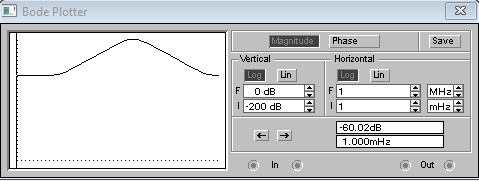 Bode Plotter
Magnitude Phase Save
Vertical Horizontal
Log Lin Log Lin
F 0 dB F 1 MHz
I -200 dB I 1 mHz
← → -60.02dB
1.000mHz
In Out